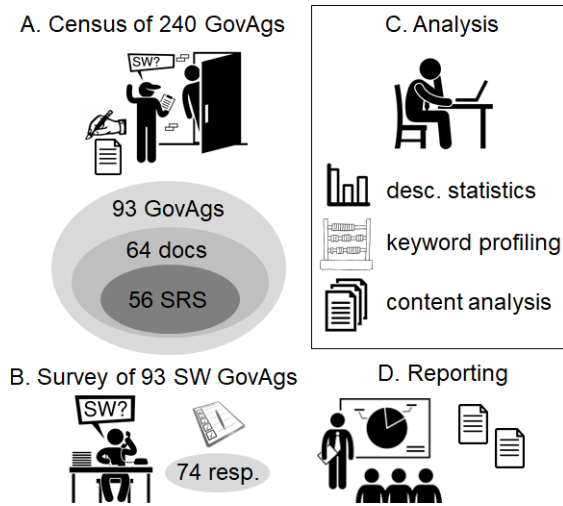 A. Census of 240 GovAgs
SW?
93 GovAgs
64 docs
56 SRS
B. Survey of 93 SW GovAgs
SW?
74 resp.
C. Analysis
desc. statistics
keyword profiling
content analysis
D. Reporting